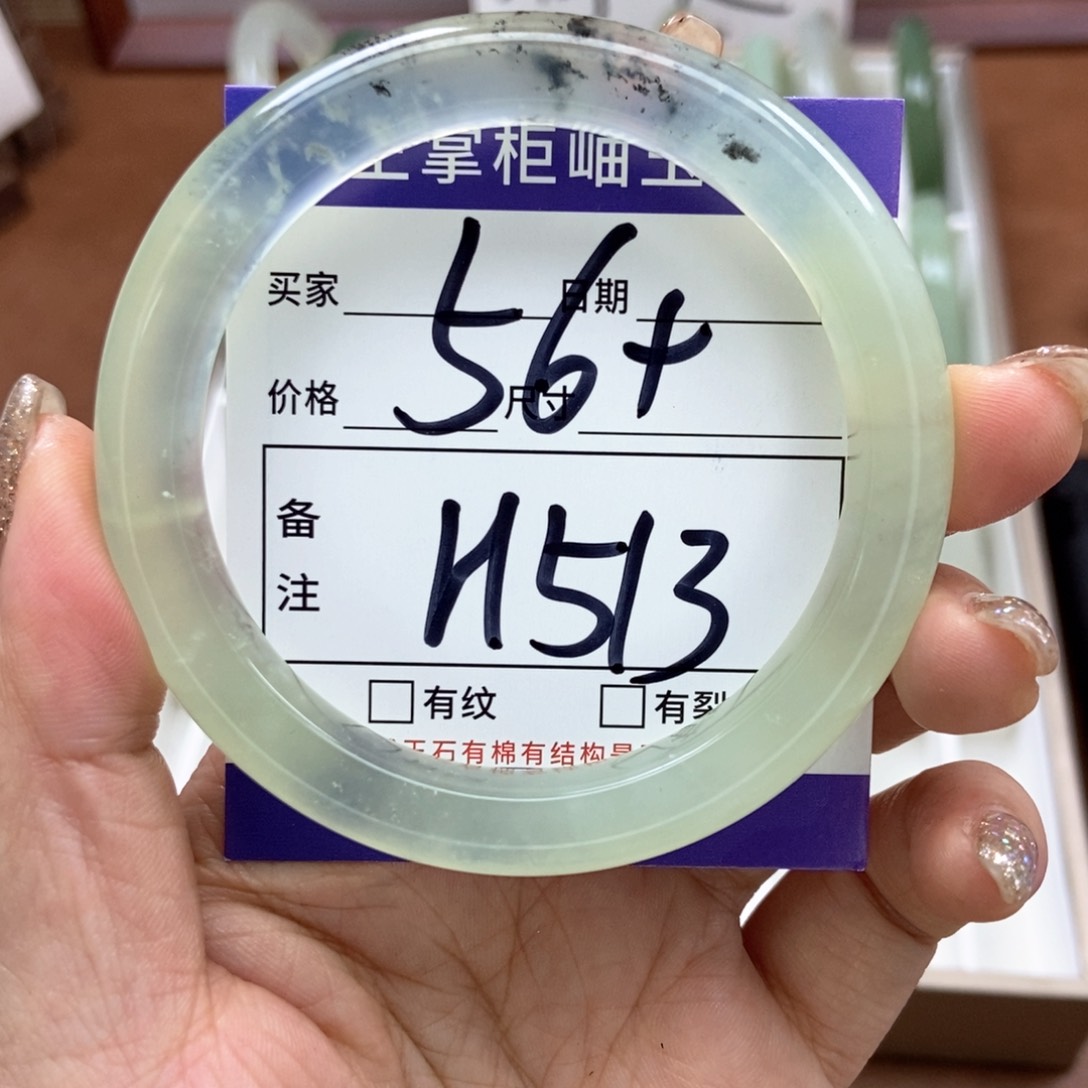 掌柜岫玉
买家 日期
56+
价格 尺寸
备注
H513
有纹 有裂
玉石有棉有结构